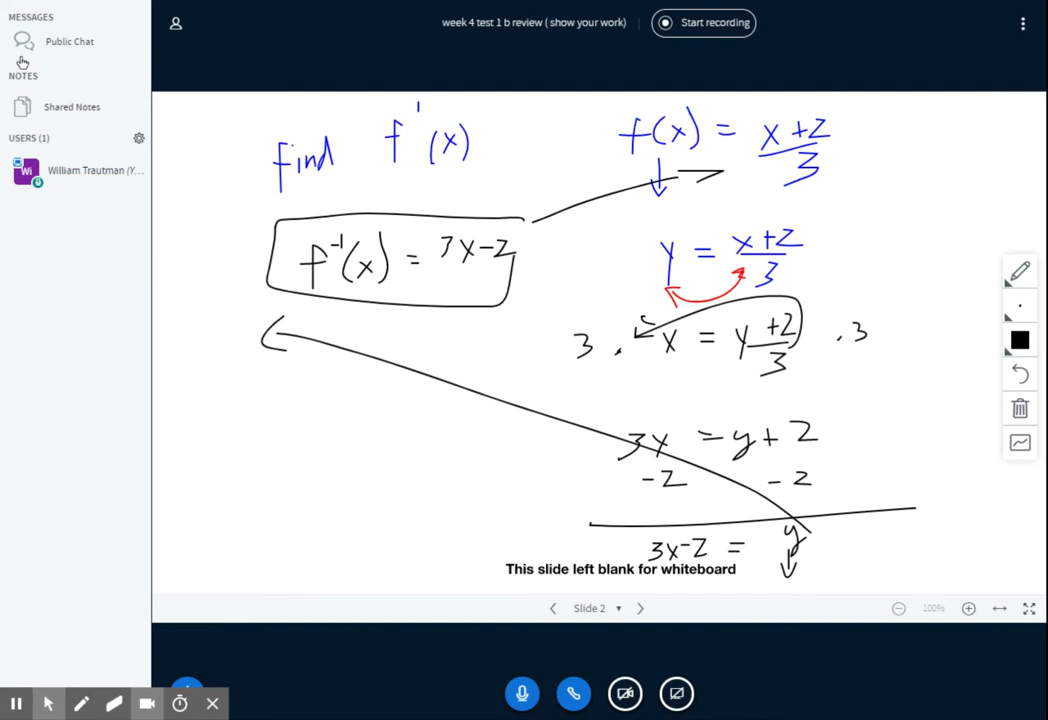 MESSAGES
Public Chat
NOTES
Shared Notes
USERS (1)
Wi William Trautman (Y...
week 4 test 1 b review ( show your work)
Start recording
find f'(x)
f(x) = x+2/3
f⁻¹(x) = 3x-2
y = x+2/3
3 . x = y+2/3 . 3
3x = y+2
-2 -2
3x-2 = y
This slide left blank for whiteboard
Slide 2
100%